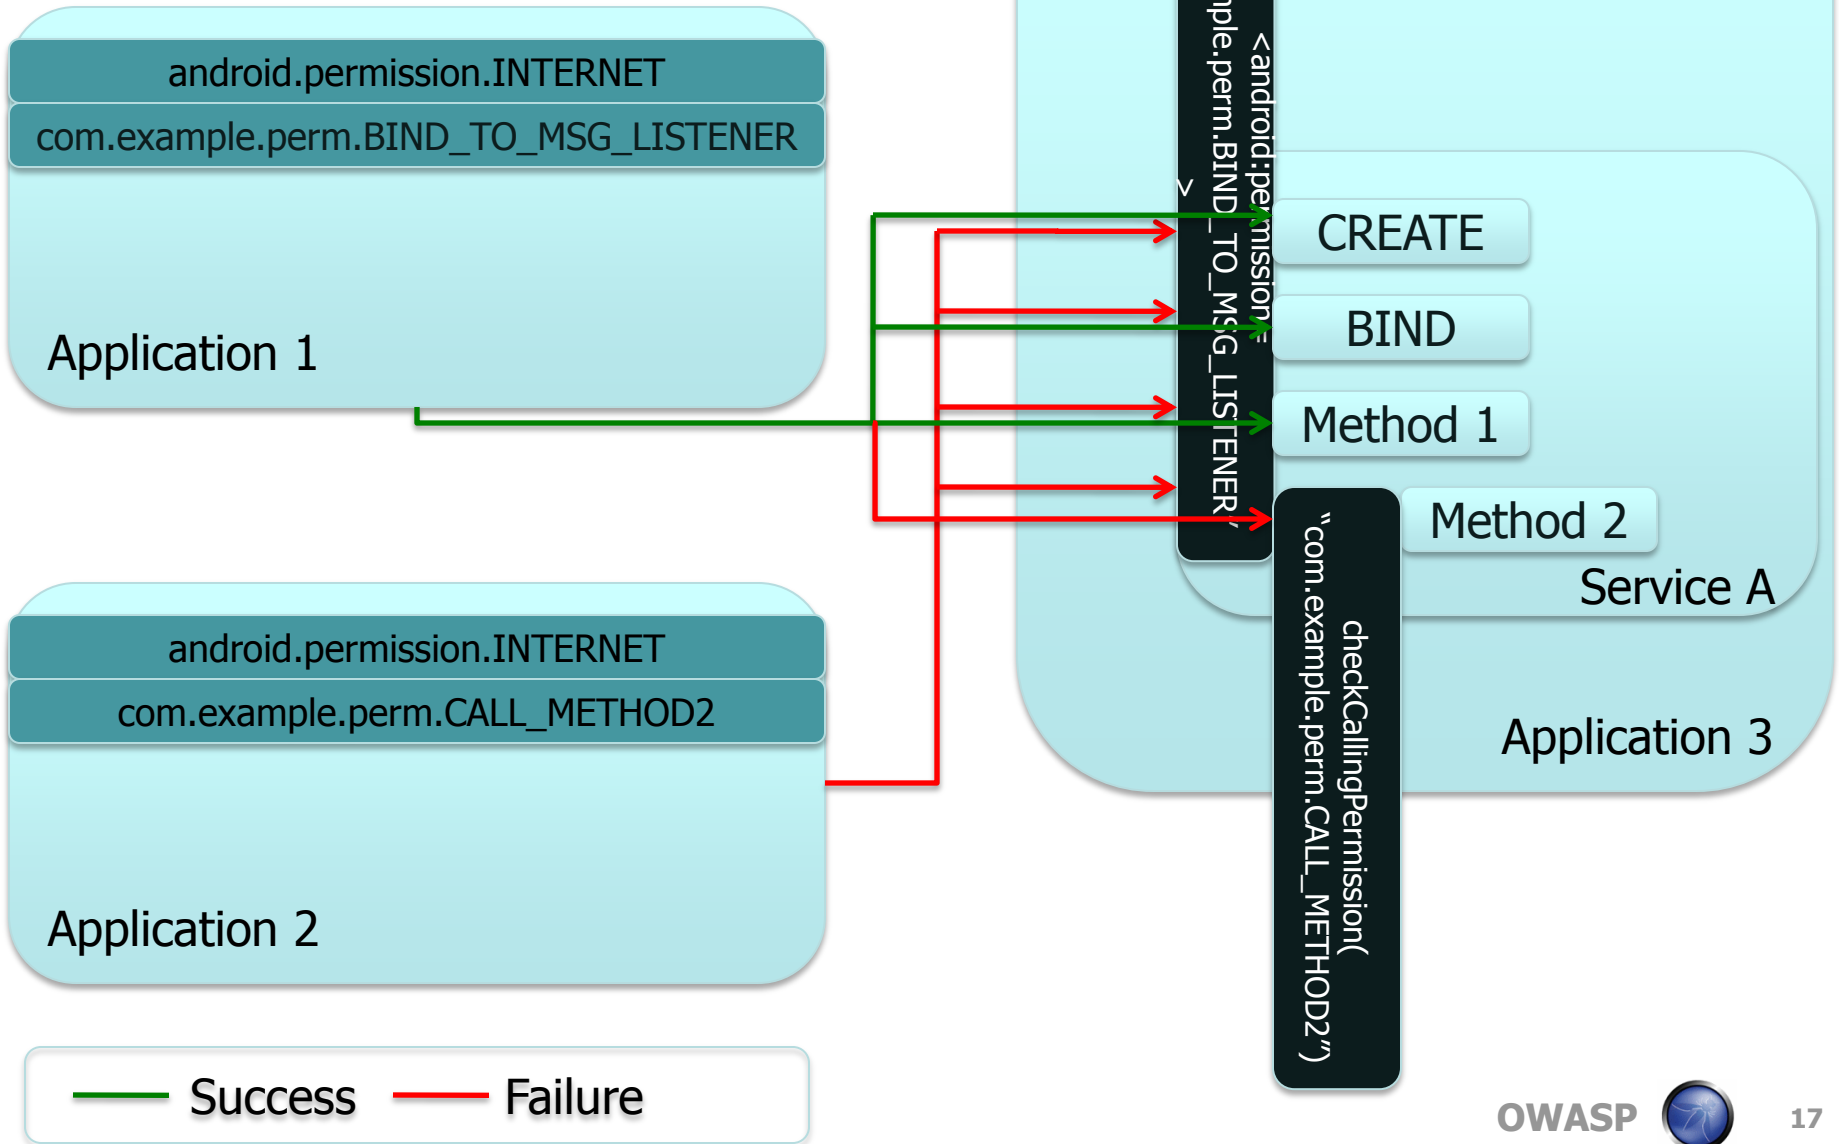 android.permission.INTERNET
com.example.perm.BIND_TO_MSG_LISTENER
Application 1
android.permission.INTERNET
com.example.perm.CALL_METHOD2
Application 2
<android:permission=
mple.perm.BIND_TO_MSG_LISTENER”
>
CREATE
BIND
Method 1
Method 2
Service A
checkCallingPermission(
“com.example.perm.CALL_METHOD2”)
Application 3
Success Failure
OWASP 17